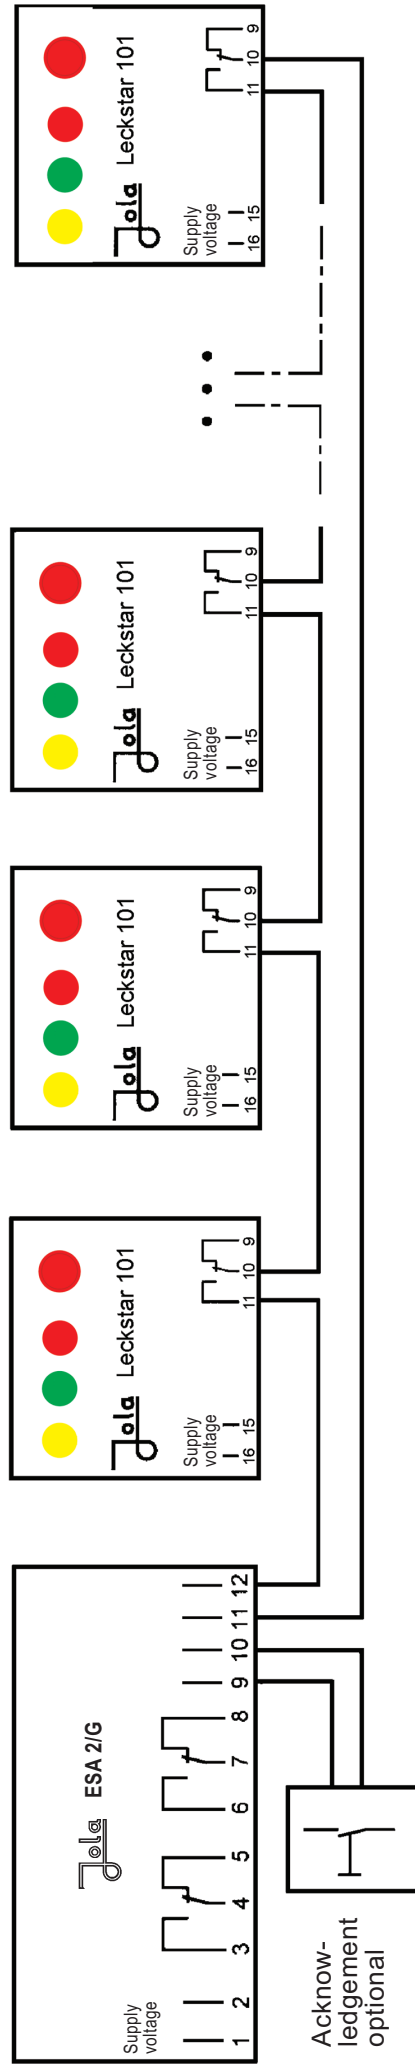 Jola ESA 2/G
Supply
voltage
1 2 3 4 5 6 7 8 9 10 11 12
Acknow-
ledgement
optional
Jola Leckstar 101
Supply
voltage
16 15 11 10 9
Jola Leckstar 101
Supply
voltage
16 15 11 10 9
Jola Leckstar 101
Supply
voltage
16 15 11 10 9
Jola Leckstar 101
Supply
voltage
16 15 11 10 9